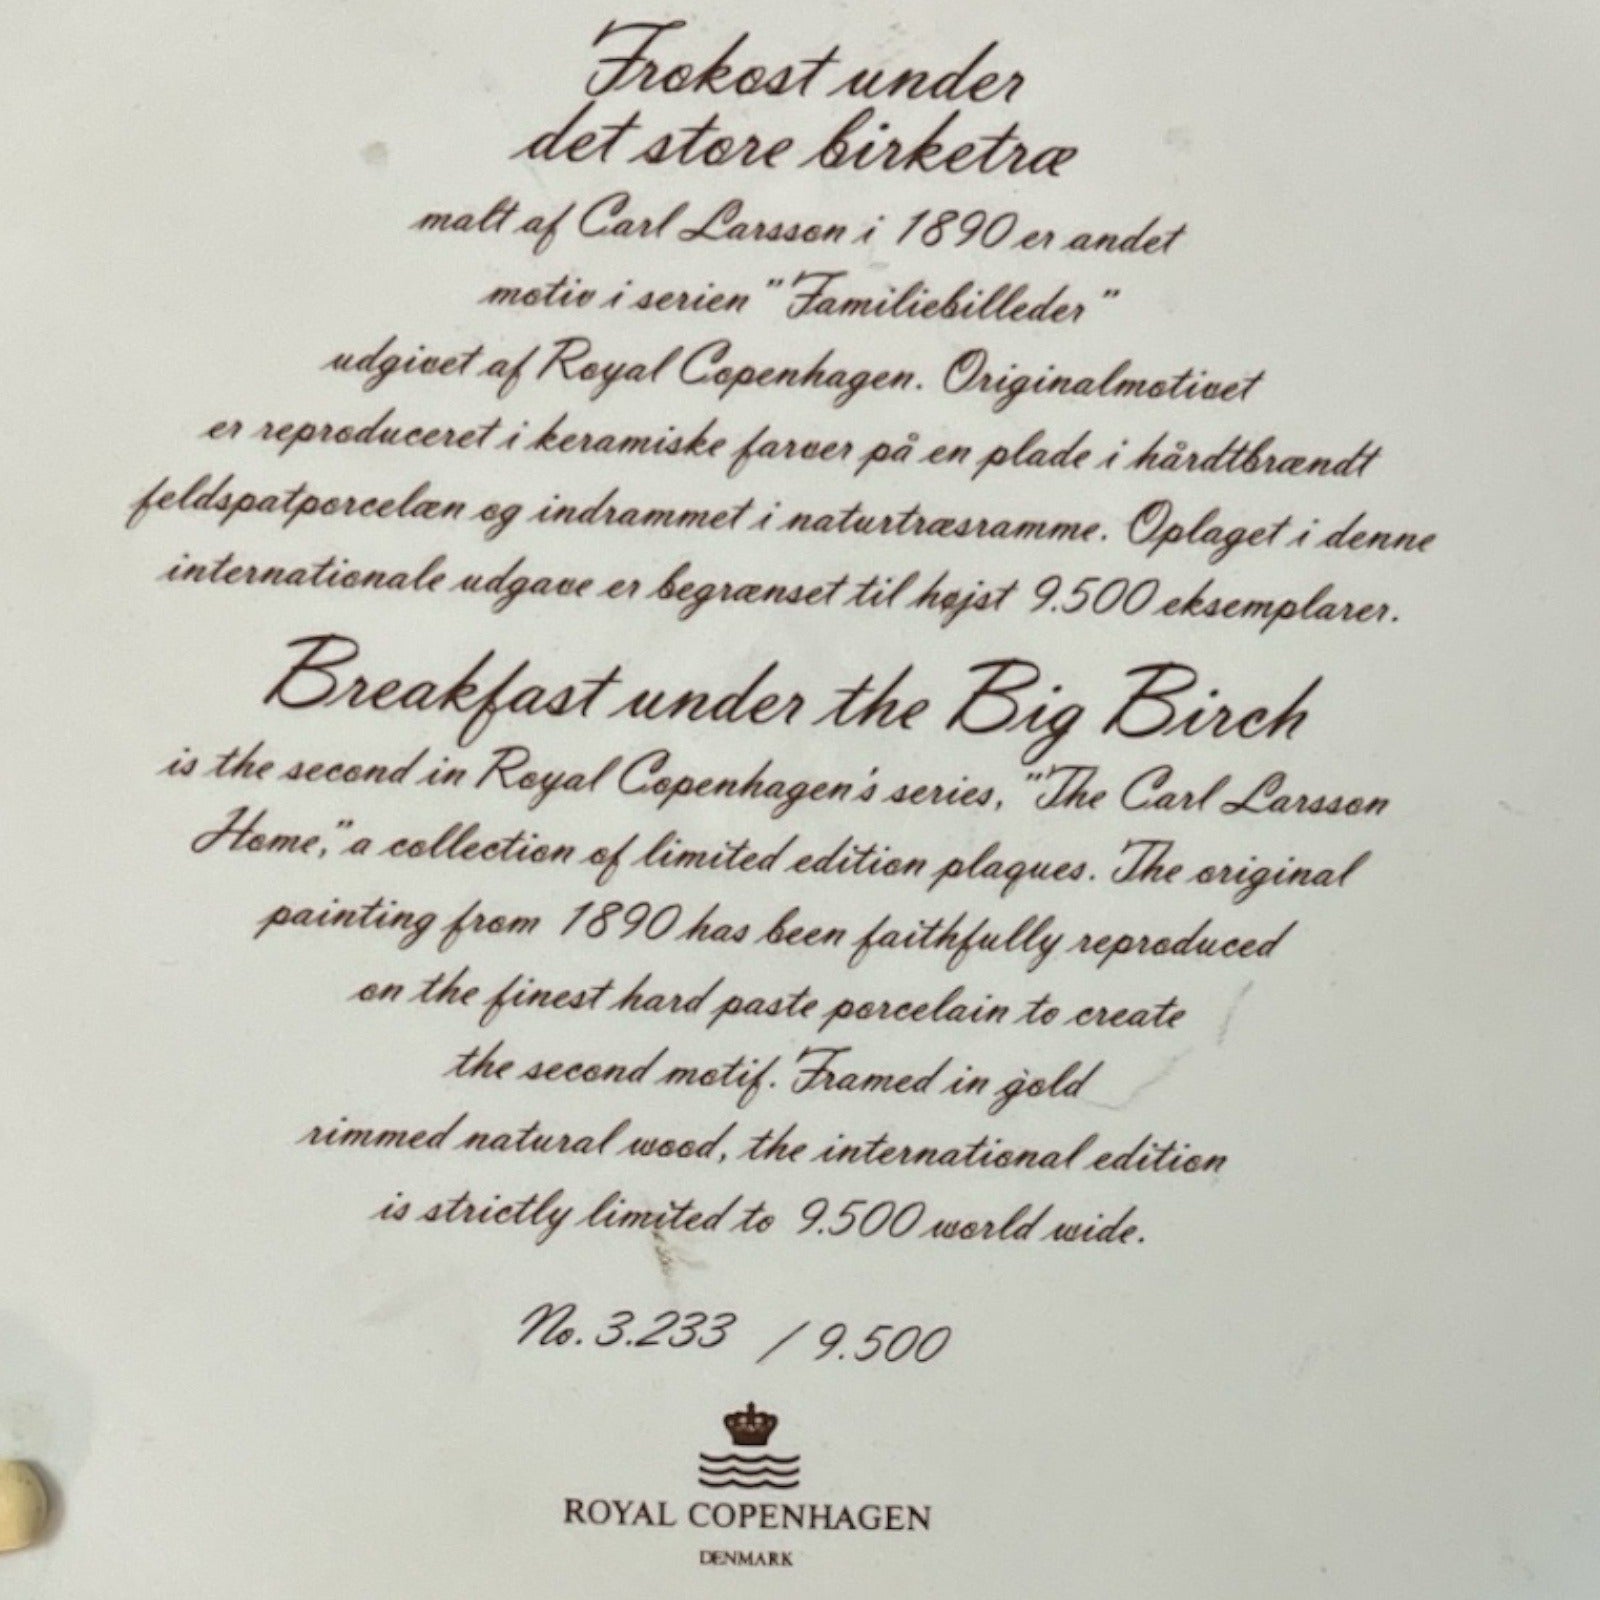 Frokost under
det store birketræ
malt af Carl Larsson i 1890 er andet
motiv i serien "Familiebilleder"
udgivet af Royal Copenhagen. Originalmotivet
er reproduceret i keramiske farver på en plade i hårdtbrændt
feldspatporcelæn og indrammet i naturtræsramme. Oplaget i denne
internationale udgave er begrænset til højst 9.500 eksemplarer.
Breakfast under the Big Birch
is the second in Royal Copenhagen's series, "The Carl Larsson
Home," a collection of limited edition plaques. The original
painting from 1890 has been faithfully reproduced
on the finest hard paste porcelain to create
the second motif. Framed in gold
rimmed natural wood, the international edition
is strictly limited to 9.500 world wide.
No. 3.233 / 9.500
ROYAL COPENHAGEN
DENMARK